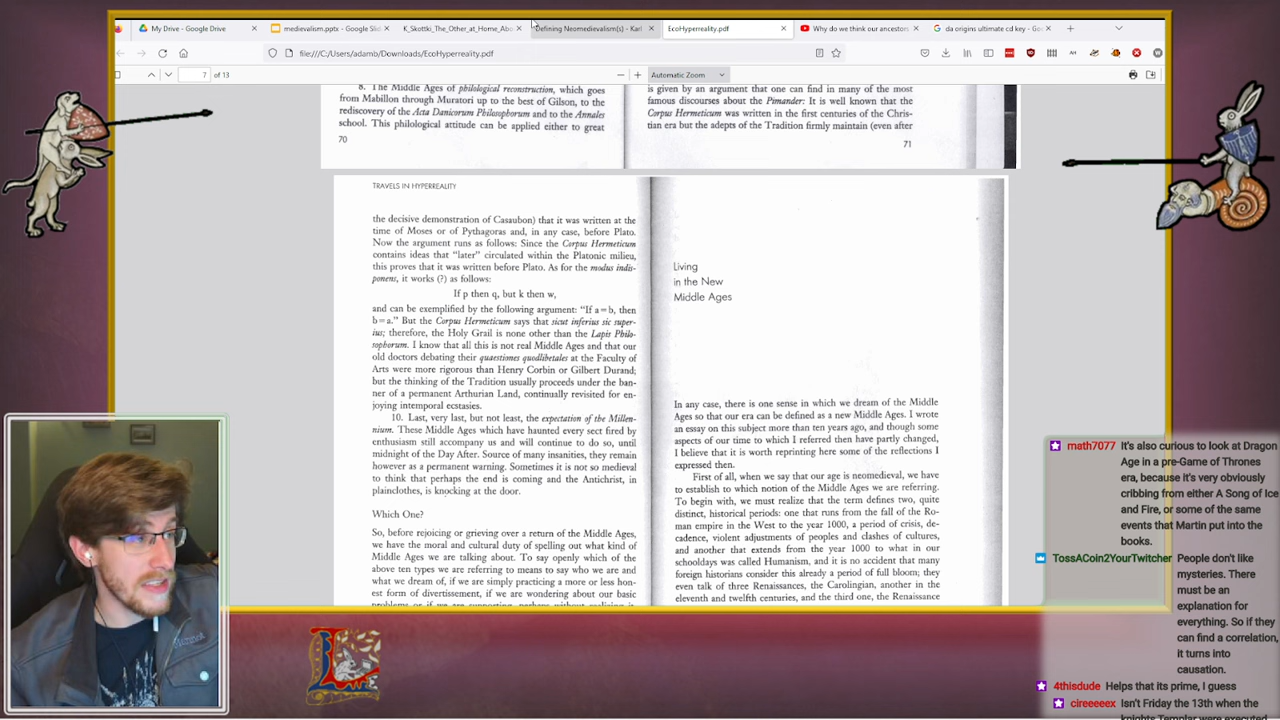 My Drive - Google Drive
medievalism.pptx - Google Slid
K_Skottki_The_Other_at_Home_Abo
Defining Neomedievalism(s) - Karl
EcoHyperreality.pdf
Why do we think our ancestors
da origins ultimate cd key - Goo
file:///C:/Users/adamb/Downloads/EcoHyperreality.pdf
7 of 13
Automatic Zoom
8. The Middle Ages of philological reconstruction, which goes
from Mabillon through Muratori up to the best of Gilson, to the
rediscovery of the Acta Danicorum Philosophorum and to the Annales
school. This philological attitude can be applied either to great
70
is given by an argument that one can find in many of the most
famous discourses about the Pimander: It is well known that the
Corpus Hermeticum was written in the first centuries of the Chris-
tian era but the adepts of the Tradition firmly maintain (even after
71
TRAVELS IN HYPERREALITY
the decisive demonstration of Casaubon) that it was written at the
time of Moses or of Pythagoras and, in any case, before Plato.
Now the argument runs as follows: Since the Corpus Hermeticum
contains ideas that "later" circulated within the Platonic milieu,
this proves that it was written before Plato. As for the modus indis-
ponens, it works (?) as follows:
If p then q, but k then w,
and can be exemplified by the following argument: "If a=b, then
b=a." But the Corpus Hermeticum says that sicut inferius sic super-
ius; therefore, the Holy Grail is none other than the Lapis Philo-
sophorum. I know that all this is not real Middle Ages and that our
old doctors debating their quaestiones quodlibetales at the Faculty of
Arts were more rigorous than Henry Corbin or Gilbert Durand;
but the thinking of the Tradition usually proceeds under the ban-
ner of a permanent Arthurian Land, continually revisited for en-
joying intemporal ecstasies.
10. Last, very last, but not least, the expectation of the Millen-
nium. These Middle Ages which have haunted every sect fired by
enthusiasm still accompany us and will continue to do so, until
midnight of the Day After. Source of many insanities, they remain
however as a permanent warning. Sometimes it is not so medieval
to think that perhaps the end is coming and the Antichrist, in
plainclothes, is knocking at the door.
Which One?
So, before rejoicing or grieving over a return of the Middle Ages,
we have the moral and cultural duty of spelling out what kind of
Middle Ages we are talking about. To say openly which of the
above ten types we are referring to means to say who we are and
what we dream of, if we are simply practicing a more or less hon-
est form of divertissement, if we are wondering about our basic
problems or if we are supporting, perhaps without realizing it,
Living
in the New
Middle Ages
In any case, there is one sense in which we dream of the Middle
Ages so that our era can be defined as a new Middle Ages. I wrote
an essay on this subject more than ten years ago, and though some
aspects of our time to which I referred then have partly changed,
I believe that it is worth reprinting here some of the reflections I
expressed then.
First of all, when we say that our age is neomedieval, we have
to establish to which notion of the Middle Ages we are referring.
To begin with, we must realize that the term defines two, quite
distinct, historical periods: one that runs from the fall of the Ro-
man empire in the West to the year 1000, a period of crisis, de-
cadence, violent adjustments of peoples and clashes of cultures,
and another that extends from the year 1000 to what in our
schooldays was called Humanism, and it is no accident that many
foreign historians consider this already a period of full bloom; they
even talk of three Renaissances, the Carolingian, another in the
eleventh and twelfth centuries, and the third one, the Renaissance
math7077 It's also curious to look at Dragon
Age in a pre-Game of Thrones
era, because it's very obviously
cribbing from either A Song of Ice
and Fire, or some of the same
events that Martin put into the
books.
TossACoin2YourTwitcher People don't like
mysteries. There
must be an
explanation for
everything. So if they
can find a correlation,
it turns into
causation.
4thisdude Helps that its prime, I guess
cireeeex Isn't Friday the 13th when the
knights Templar were executed